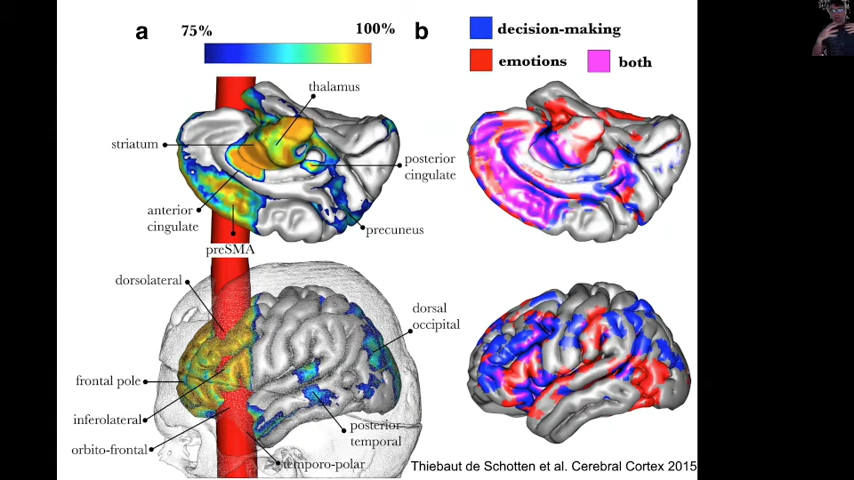 a
75%
100%
thalamus
striatum
posterior
cingulate
anterior
cingulate
precuneus
preSMA
dorsolateral
dorsal
occipital
frontal pole
inferolateral
posterior
temporal
orbito-frontal
temporo-polar
b
decision-making
emotions
both
Thiebaut de Schotten et al. Cerebral Cortex 2015